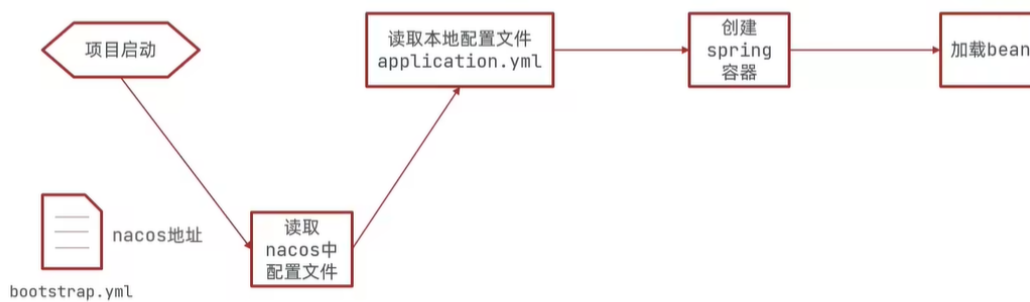 项目启动
读取本地配置文件
application.yml
创建
spring
容器
加载bean
nacos地址
读取
nacos中
配置文件
bootstrap.yml